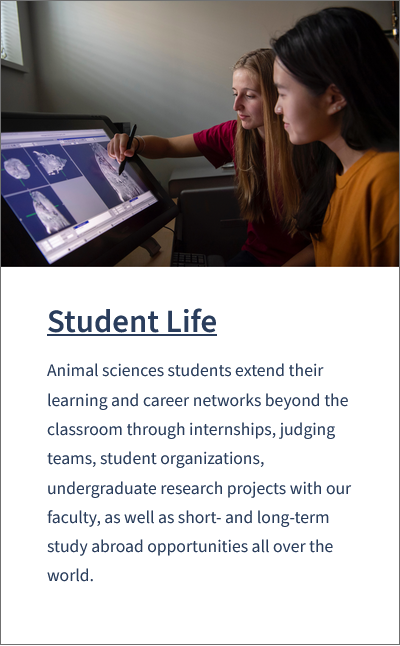 Student Life
Animal sciences students extend their
learning and career networks beyond the
classroom through internships, judging
teams, student organizations,
undergraduate research projects with our
faculty, as well as short- and long-term
study abroad opportunities all over the
world.